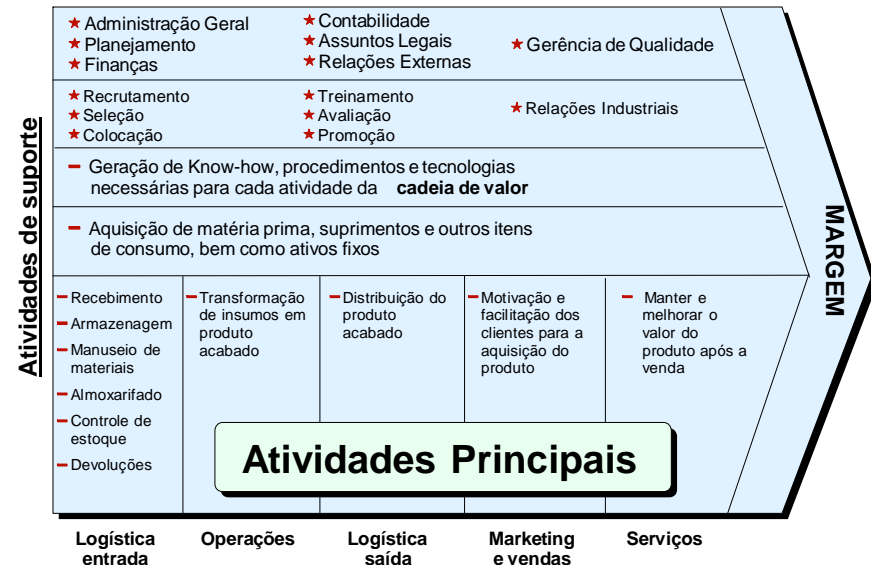 Administração Geral
Planejamento
Finanças
Contabilidade
Assuntos Legais
Relações Externas
Gerência de Qualidade
Recrutamento
Seleção
Colocação
Treinamento
Avaliação
Promoção
Relações Industriais
Geração de Know-how, procedimentos e tecnologias
necessárias para cada atividade da cadeia de valor
Aquisição de matéria prima, suprimentos e outros itens
de consumo, bem como ativos fixos
Atividades de suporte
MARGEM
Recebimento
Armazenagem
Manuseio de
materiais
Almoxarifado
Controle de
estoque
Devoluções
Transformação
de insumos em
produto
acabado
Distribuição do
produto
acabado
Motivação e
facilitação dos
clientes para a
aquisição do
produto
Manter e
melhorar o
valor do
produto após a
venda
Atividades Principais
Logística
entrada
Operações
Logística
saída
Marketing
e vendas
Serviços